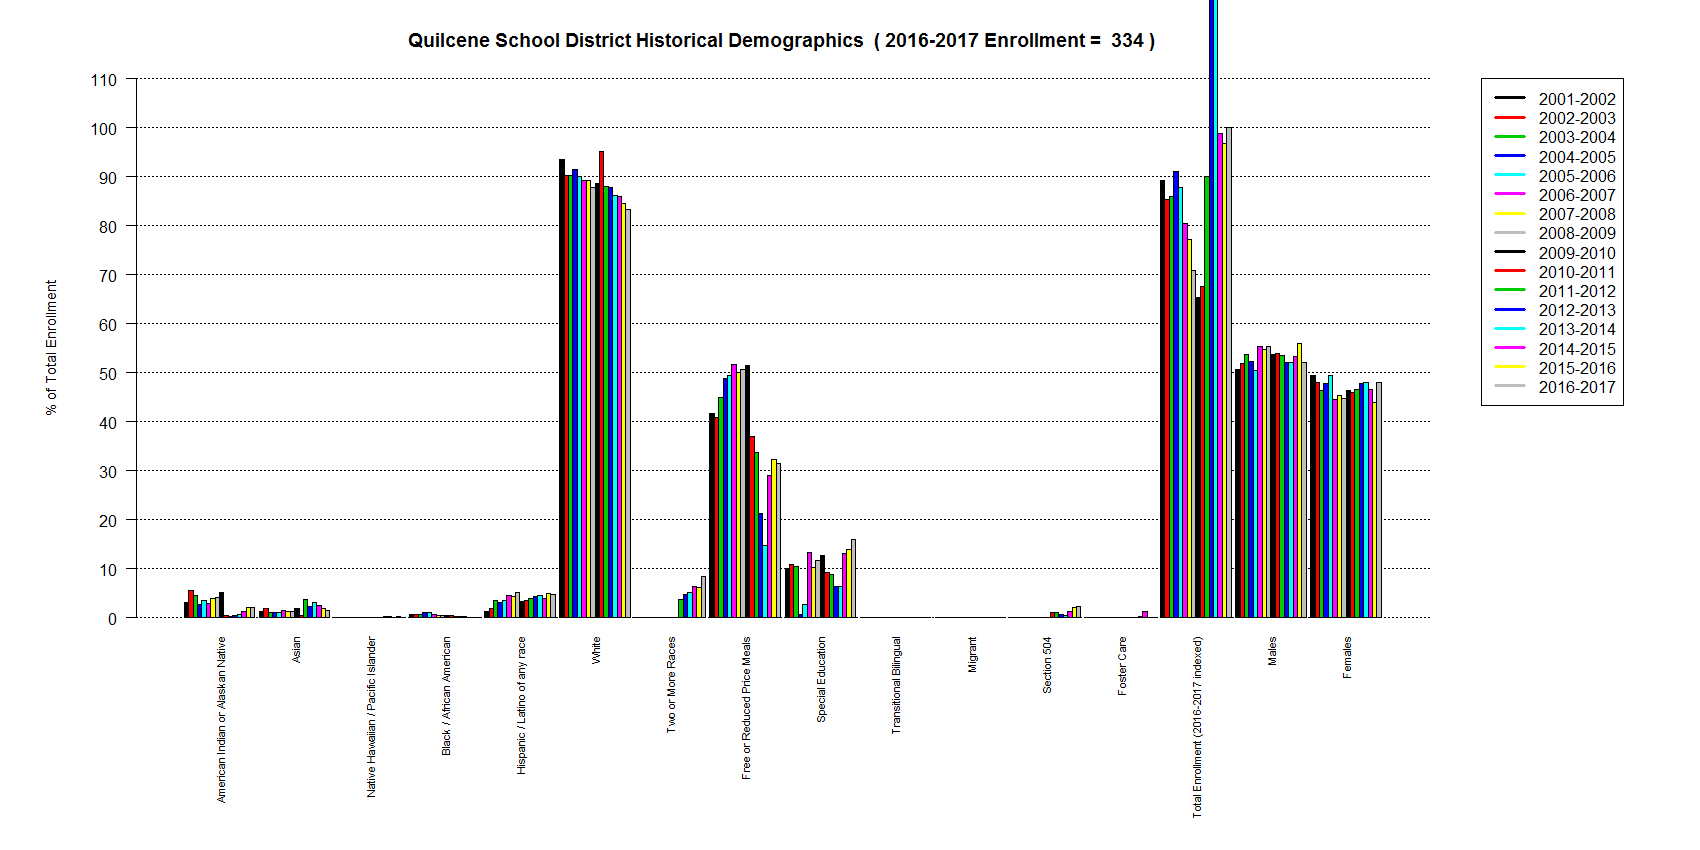 Quilcene School District Historical Demographics ( 2016-2017 Enrollment = 334 )
% of Total Enrollment
110
100
90
80
70
60
50
40
30
20
10
0
American Indian or Alaskan Native
Asian
Native Hawaiian / Pacific Islander
Black / African American
Hispanic / Latino of any race
White
Two or More Races
Free or Reduced Price Meals
Special Education
Transitional Bilingual
Migrant
Section 504
Foster Care
Total Enrollment (2016-2017 indexed)
Males
Females
2001-2002
2002-2003
2003-2004
2004-2005
2005-2006
2006-2007
2007-2008
2008-2009
2009-2010
2010-2011
2011-2012
2012-2013
2013-2014
2014-2015
2015-2016
2016-2017